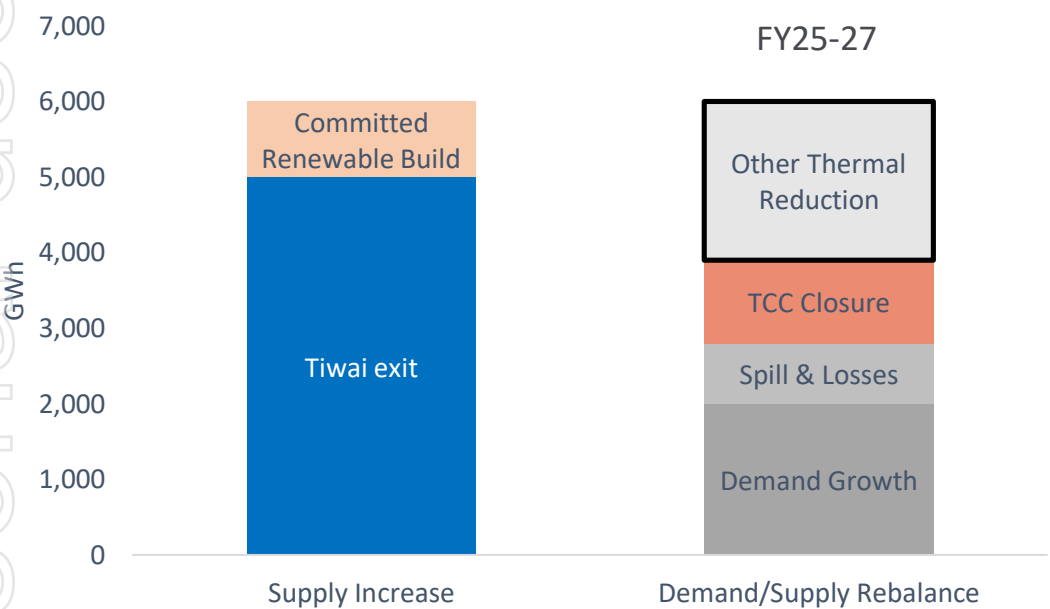 FY25-27
GWh
7,000
6,000
5,000
4,000
3,000
2,000
1,000
0
Committed
Renewable Build
Tiwai exit
Other Thermal
Reduction
TCC Closure
Spill & Losses
Demand Growth
Supply Increase
Demand/Supply Rebalance